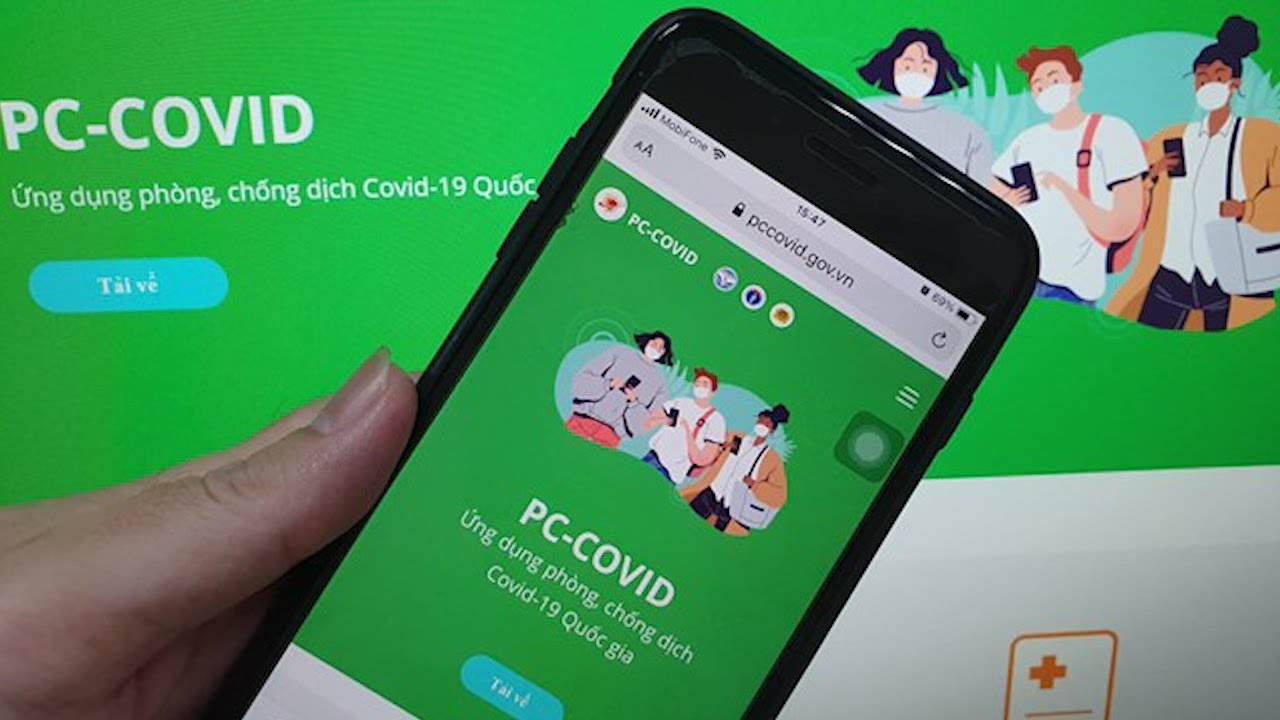 PC-COVID
Ứng dụng phòng, chống dịch Covid-19 Quốc
Tải về
MobiFone
15:47
69%
AA
pccovid.gov.vn
PC-COVID
PC-COVID
Ứng dụng phòng, chống dịch
Covid-19 Quốc gia
Tải về